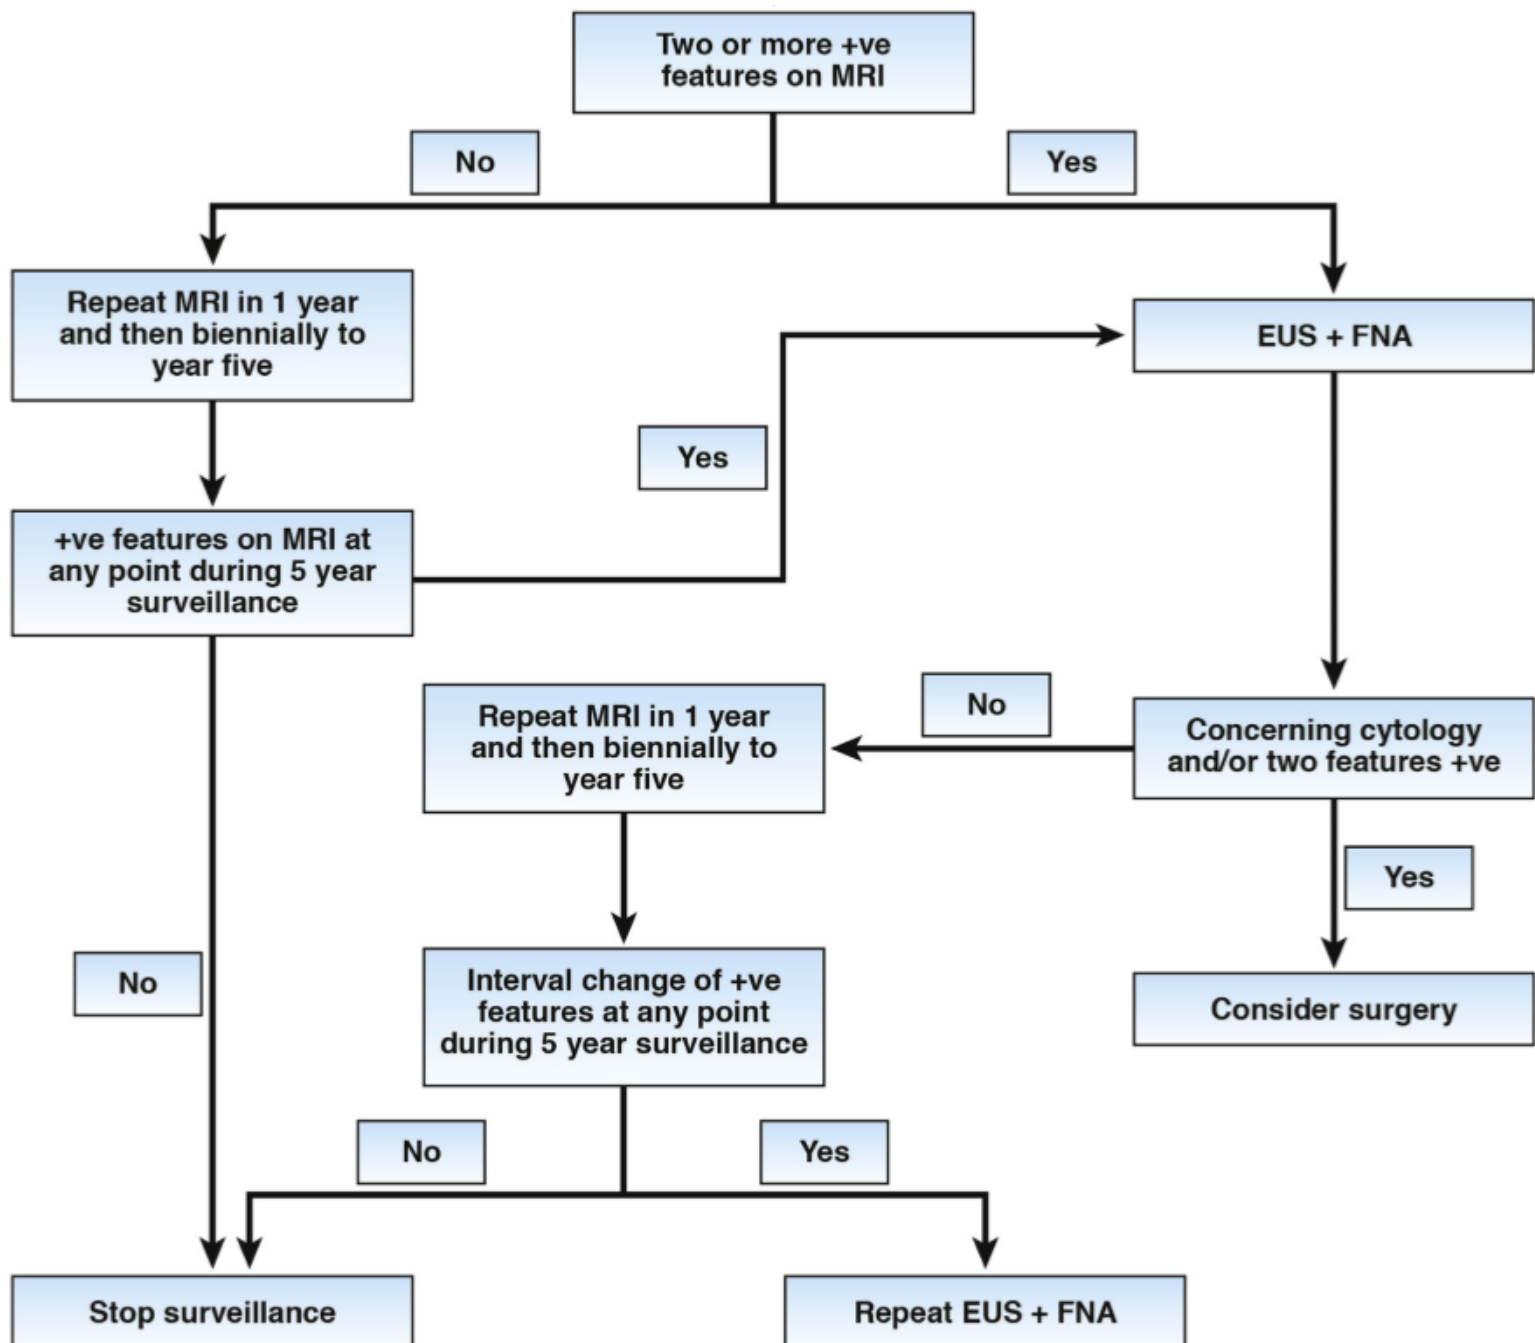 Two or more +ve
features on MRI
No
Yes
Repeat MRI in 1 year
and then biennially to
year five
EUS + FNA
Yes
+ve features on MRI at
any point during 5 year
surveillance
No
Repeat MRI in 1 year
and then biennially to
year five
Concerning cytology
and/or two features +ve
Yes
No
Interval change of +ve
features at any point
during 5 year surveillance
Consider surgery
No
Yes
Stop surveillance
Repeat EUS + FNA